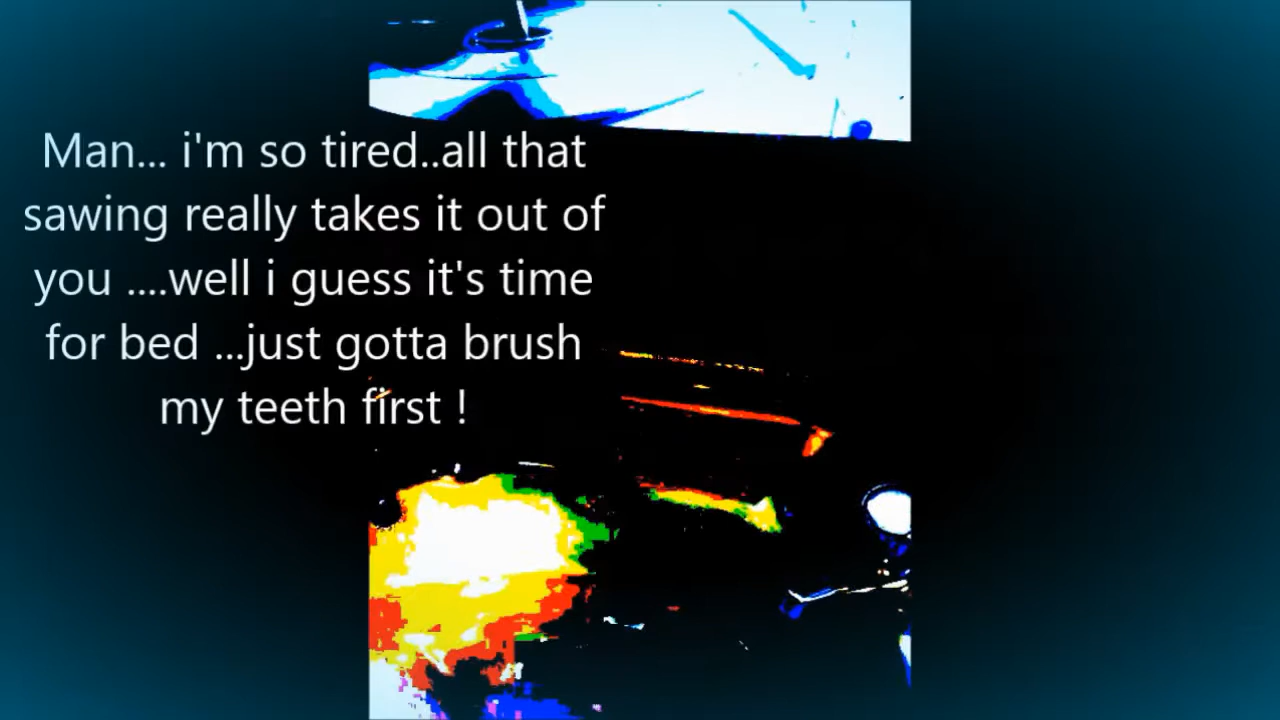 Man... i'm so tired..all that
sawing really takes it out of
you ....well i guess it's time
for bed ...just gotta brush
my teeth first !